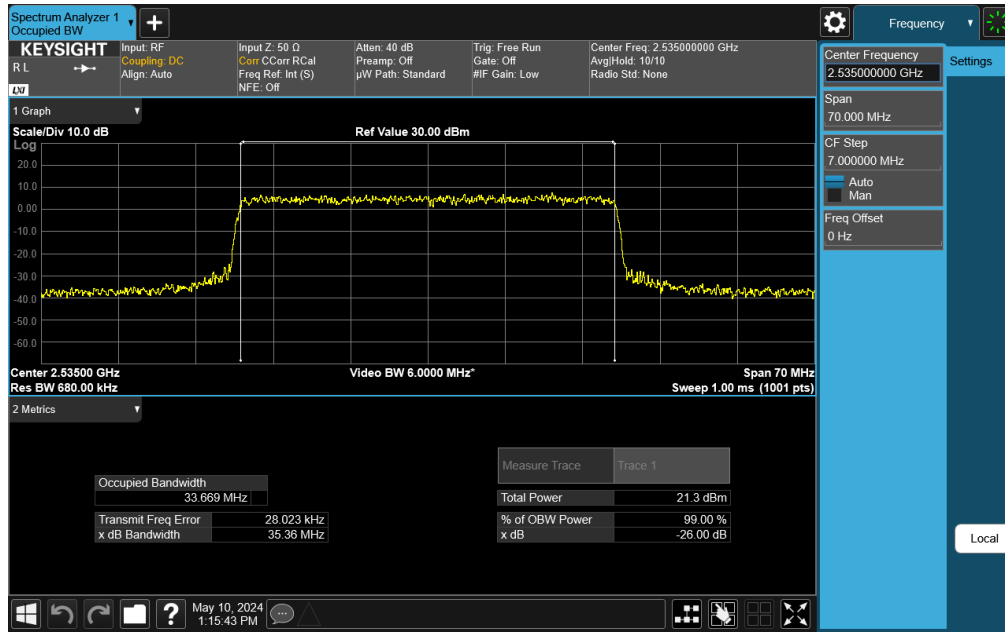 Spectrum Analyzer 1
Occupied BW
Frequency
KEYSIGHT
R L
LXI
Input: RF
Coupling: DC
Align: Auto
Input Z: 50 Ω
Corr CCorr RCal
Freq Ref: Int (S)
NFE: Off
Atten: 40 dB
Preamp: Off
µW Path: Standard
Trig: Free Run
Gate: Off
#IF Gain: Low
Center Freq: 2.535000000 GHz
Avg|Hold: 10/10
Radio Std: None
Center Frequency
2.535000000 GHz
Settings
Span
70.000 MHz
CF Step
7.000000 MHz
Auto
Man
Freq Offset
0 Hz
Local
1 Graph
Scale/Div 10.0 dB
Ref Value 30.00 dBm
Log
20.0
10.0
0.00
-10.0
-20.0
-30.0
-40.0
-50.0
-60.0
Center 2.53500 GHz
Video BW 6.0000 MHz*
Span 70 MHz
Res BW 680.00 kHz
Sweep 1.00 ms (1001 pts)
2 Metrics
Measure Trace
Trace 1
Occupied Bandwidth
33.669 MHz
Total Power
21.3 dBm
Transmit Freq Error
28.023 kHz
% of OBW Power
99.00 %
x dB Bandwidth
35.36 MHz
x dB
-26.00 dB
?
May 10, 2024
1:15:43 PM